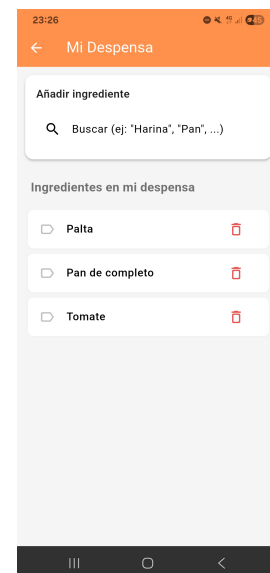 23:26
Mi Despensa
Añadir ingrediente
Buscar (ej: "Harina", "Pan", ...)
Ingredientes en mi despensa
Palta
Pan de completo
Tomate